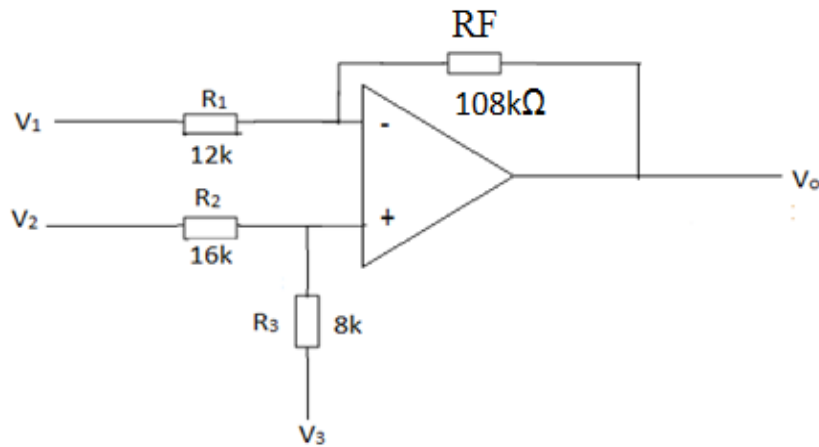 RF
108kΩ
R₁
V₁
-
12k
R₂
V₂
+
16k
Vₒ
R₃ 8k
V₃